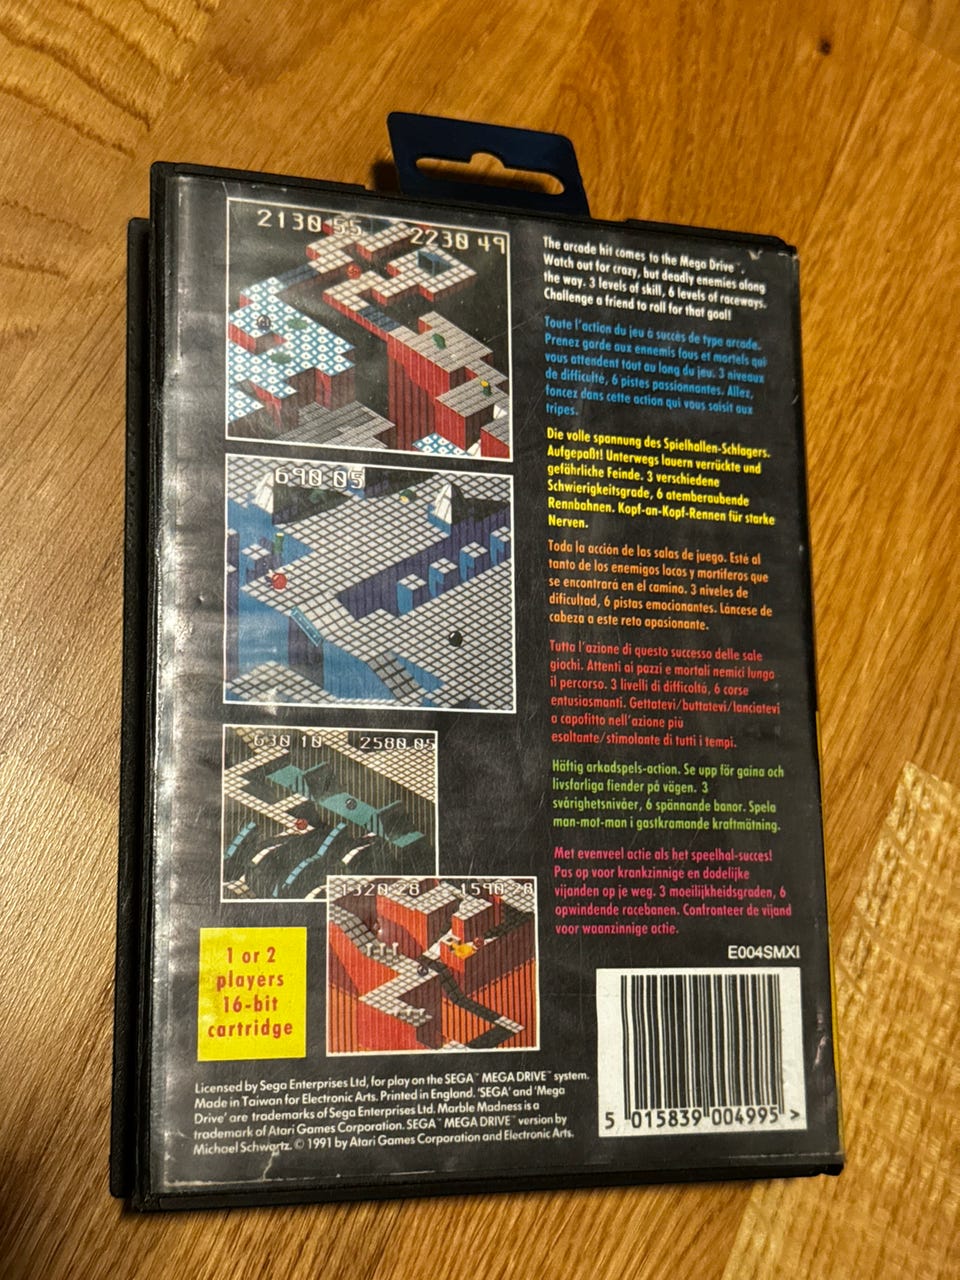 2130 55 2230 49
The arcade hit comes to the Mega Drive™.
Watch out for crazy, but deadly enemies along
the way. 3 levels of skill, 6 levels of raceways.
Challenge a friend to roll for that goal!
Toute l'action du jeu à succès de type arcade.
Prenez garde aux ennemis fous et mortels qui
vous attendent tout au long du jeu. 3 niveaux
de difficulté, 6 pistes passionnantes. Allez,
foncez dans cette action qui vous saisit aux
tripes.
Die volle spannung des Spielhallen-Schlagers.
Aufgepaßt! Unterwegs lauern verrückte und
gefährliche Feinde. 3 verschiedene
Schwierigkeitsgrade, 6 atemberaubende
Rennbahnen. Kopf-an-Kopf-Rennen für starke
Nerven.
690 05
Toda la acción de las salas de juego. Esté al
tanto de los enemigos locos y mortíferos que
se encontrará en el camino. 3 niveles de
dificultad, 6 pistas emocionantes. Láncese de
cabeza a este reto apasionante.
Tutta l'azione di questo successo delle sale
giochi. Attenti ai pazzi e mortali nemici lungo
il percorso. 3 livelli di difficoltá, 6 corse
entusiasmanti. Gettatevi/buttatevi/lanciatevi
a capofitto nell'azione più
esaltante/stimolante di tutti i tempi.
630 10 2580 05
Häftig arkadspels-action. Se upp för galna och
livsfarliga fiender på vägen. 3
svårighetsnivåer, 6 spännande banor. Spela
man-mot-man i gastkramande kraftmätning.
Met evenveel actie als het speelhal-succes!
Pas op voor krankzinnige en dodelijke
vijanden op je weg. 3 moeilijkheidsgraden, 6
opwindende racebanen. Confronteer de vijand
voor waanzinnige actie.
1320 28 1590 28
1 or 2
players
16-bit
cartridge
E004SMXI
5 015839 004995 >
Licensed by Sega Enterprises Ltd, for play on the SEGA™ MEGA DRIVE™ system.
Made in Taiwan for Electronic Arts. Printed in England. 'SEGA' and 'Mega
Drive' are trademarks of Sega Enterprises Ltd. Marble Madness is a
trademark of Atari Games Corporation. SEGA™ MEGA DRIVE™ version by
Michael Schwartz. © 1991 by Atari Games Corporation and Electronic Arts.